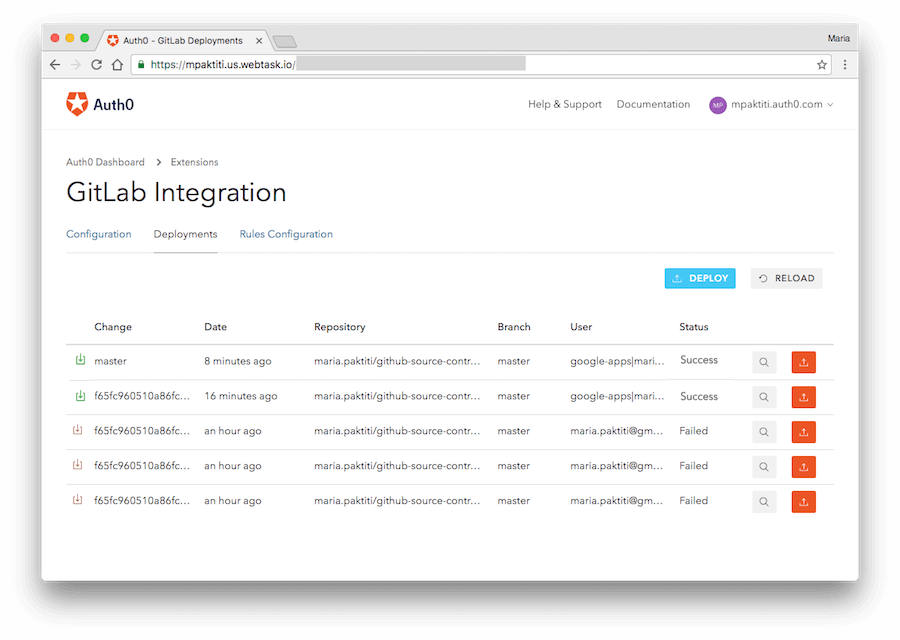 Auth0 - GitLab Deployments
Maria
https://mpaktiti.us.webtask.io/
Auth0
Help & Support Documentation MP mpaktiti.auth0.com
Auth0 Dashboard > Extensions
GitLab Integration
Configuration Deployments Rules Configuration
DEPLOY RELOAD
Change Date Repository Branch User Status
master 8 minutes ago maria.paktiti/github-source-contr... master google-apps|mari... Success
f65fc960510a86fc... 16 minutes ago maria.paktiti/github-source-contr... master google-apps|mari... Success
f65fc960510a86fc... an hour ago maria.paktiti/github-source-contr... master maria.paktiti@gm... Failed
f65fc960510a86fc... an hour ago maria.paktiti/github-source-contr... master maria.paktiti@gm... Failed
f65fc960510a86fc... an hour ago maria.paktiti/github-source-contr... master maria.paktiti@gm... Failed